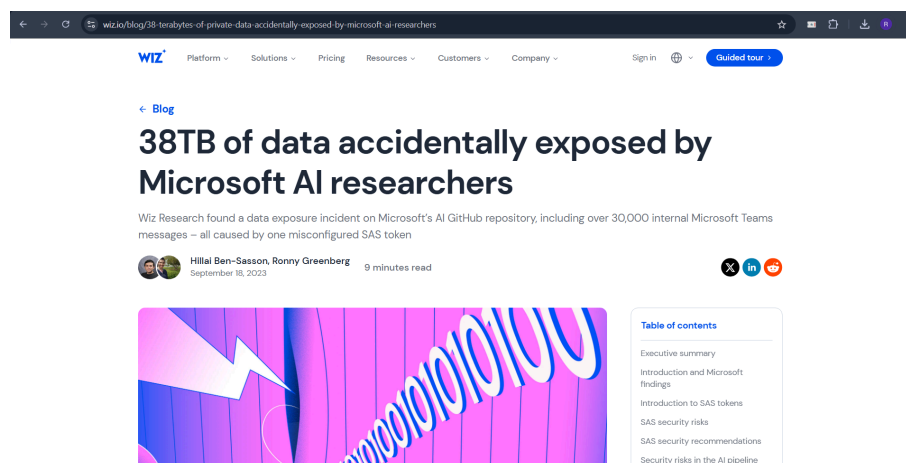 wiz.io/blog/38-terabytes-of-private-data-accidentally-exposed-by-microsoft-ai-researchers
R
WIZ Platform Solutions Pricing Resources Customers Company Sign in Guided tour
← Blog
38TB of data accidentally exposed by
Microsoft AI researchers
Wiz Research found a data exposure incident on Microsoft's AI GitHub repository, including over 30,000 internal Microsoft Teams
messages – all caused by one misconfigured SAS token
Hillai Ben-Sasson, Ronny Greenberg
September 18, 2023
9 minutes read
X in
Table of contents
Executive summary
Introduction and Microsoft
findings
Introduction to SAS tokens
SAS security risks
SAS security recommendations
Security risks in the AI pipeline